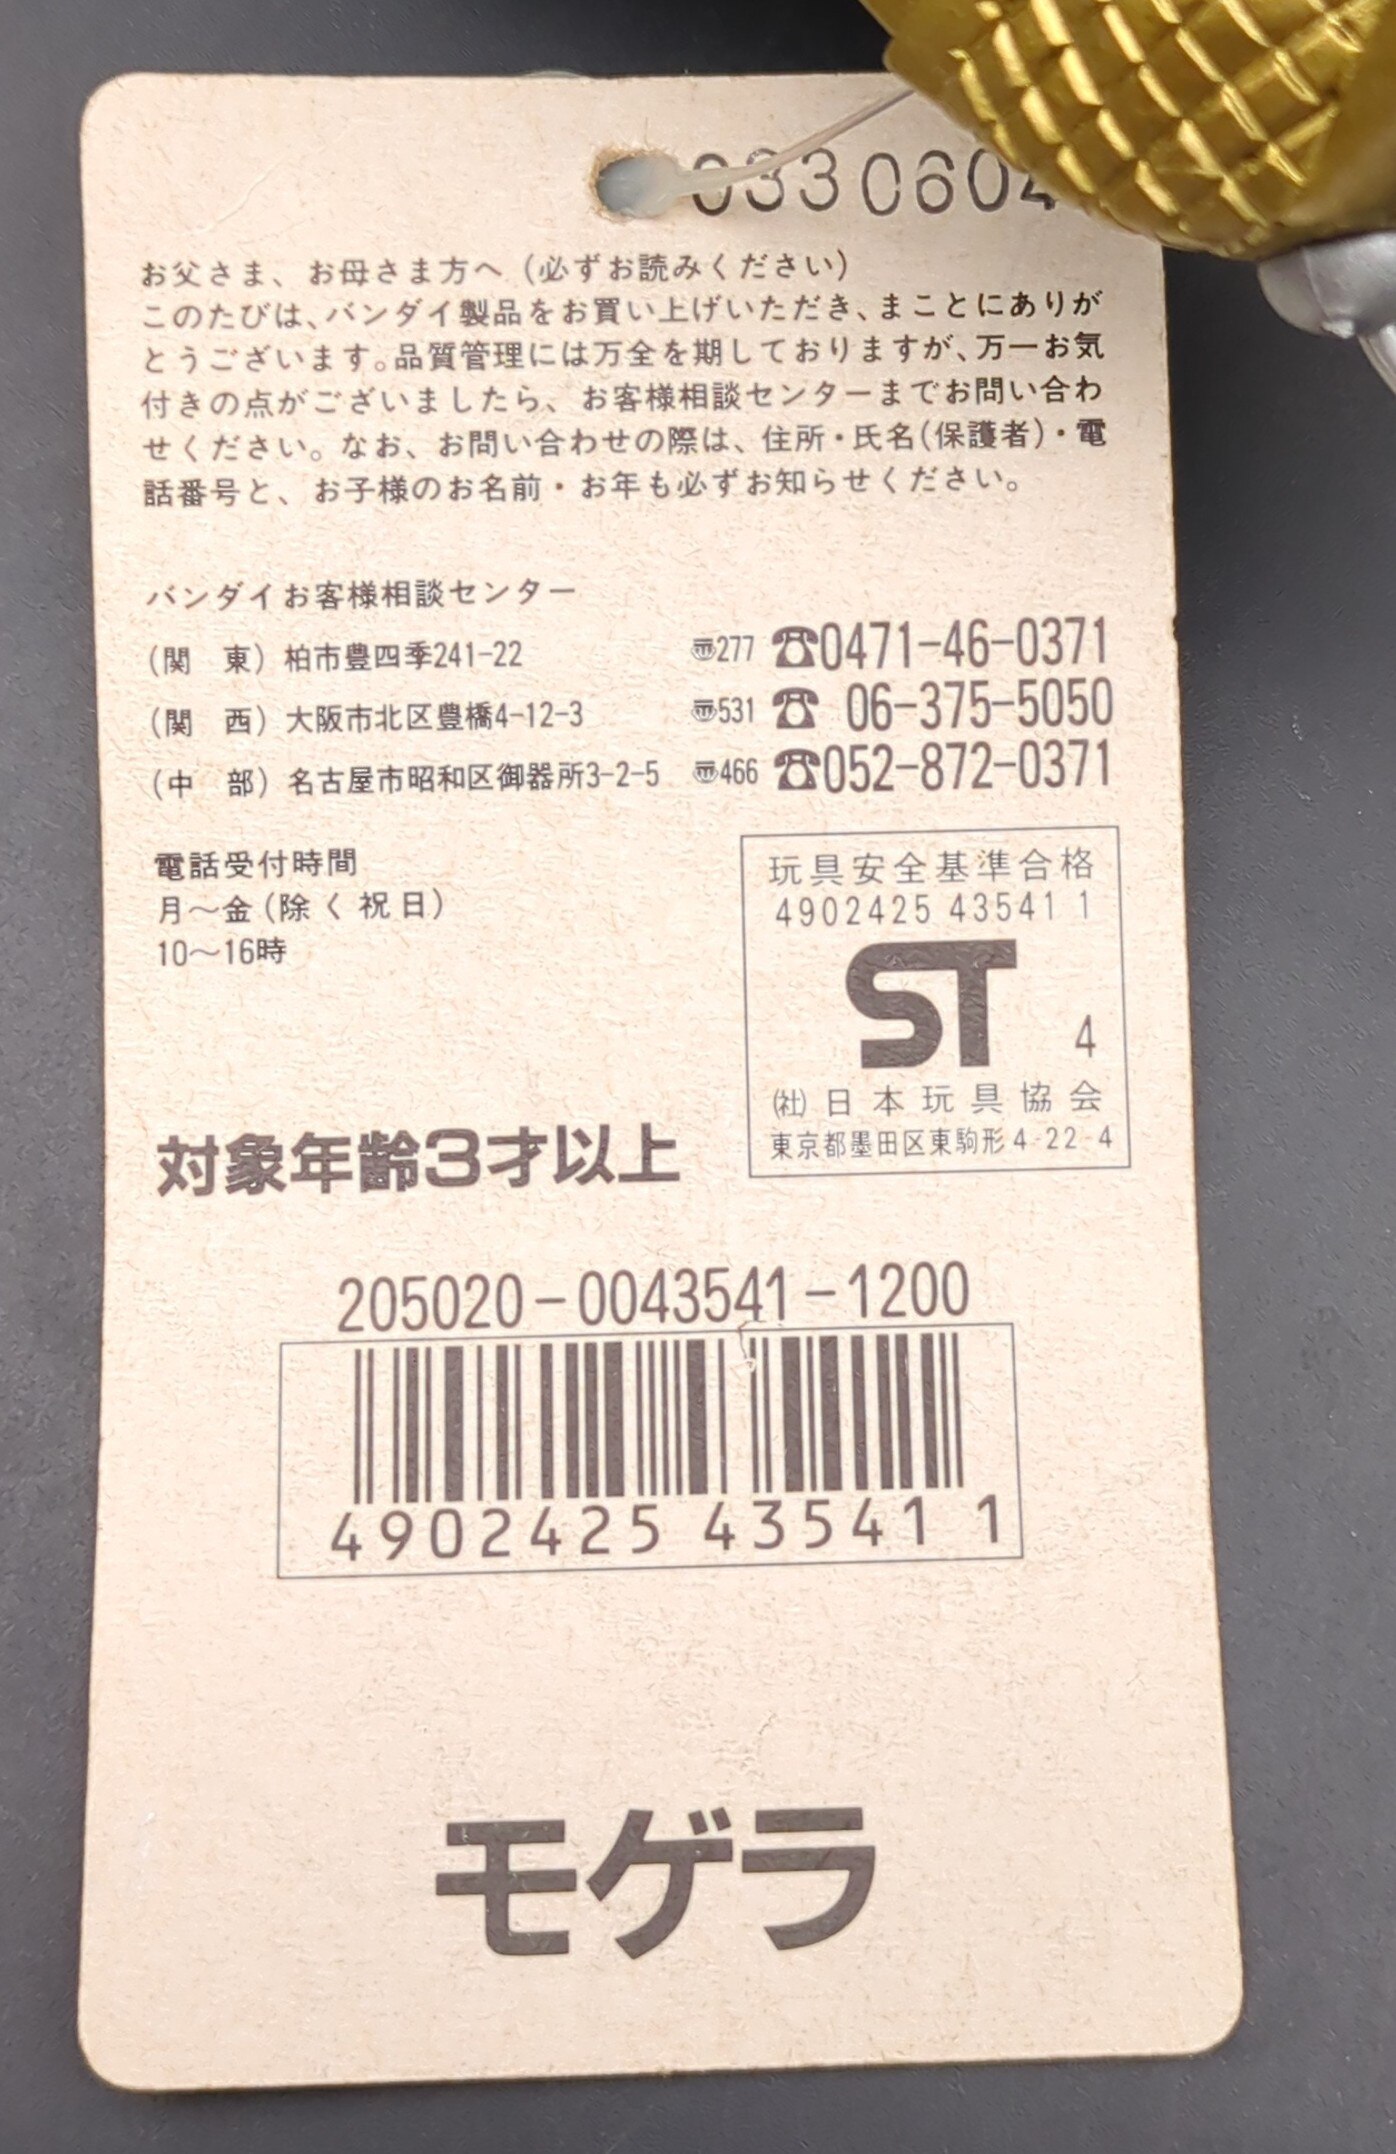 0330604
お父さま、お母さま方へ(必ずお読みください)
このたびは、バンダイ製品をお買い上げいただき、まことにありが
とうございます。品質管理には万全を期しておりますが、万一お気
付きの点がございましたら、お客様相談センターまでお問い合わ
せください。なお、お問い合わせの際は、住所・氏名(保護者)・電
話番号と、お子様のお名前・お年も必ずお知らせください。
バンダイお客様相談センター
(関 東) 柏市豊四季241-22 〠277 ☎0471-46-0371
(関 西) 大阪市北区豊橋4-12-3 〠531 ☎ 06-375-5050
(中 部) 名古屋市昭和区御器所3-2-5 〠466 ☎052-872-0371
電話受付時間
月〜金(除く祝日)
10〜16時
玩具安全基準合格
4902425 43541 1
ST 4
㈳日本玩具協会
東京都墨田区東駒形4-22-4
対象年齢3才以上
205020-0043541-1200
4902425 43541 1
モゲラ